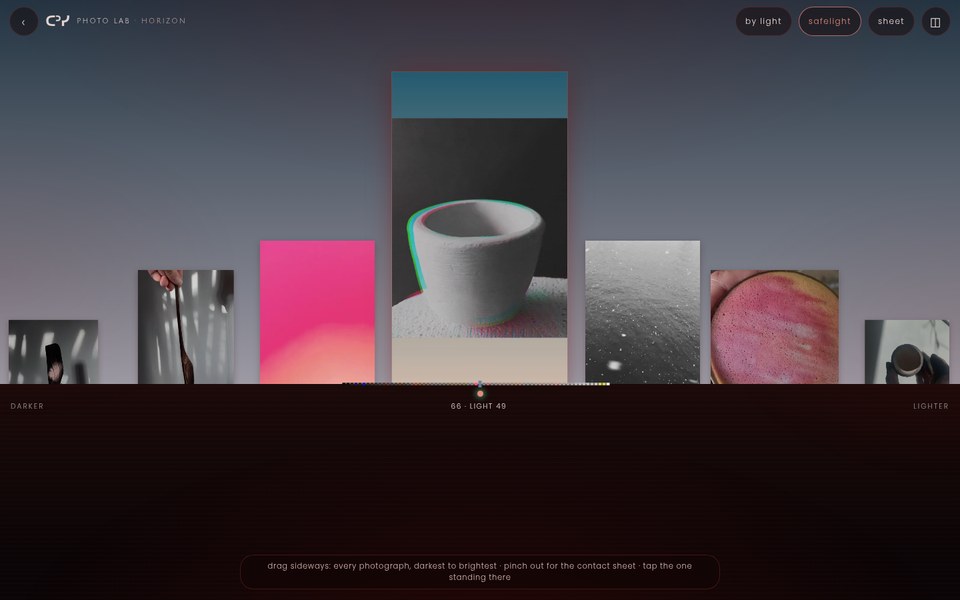 ‹ CPY PHOTO LAB · HORIZON
by light
safelight
sheet
DARKER
66 · LIGHT 49
LIGHTER
drag sideways: every photograph, darkest to brightest · pinch out for the contact sheet · tap the one
standing there